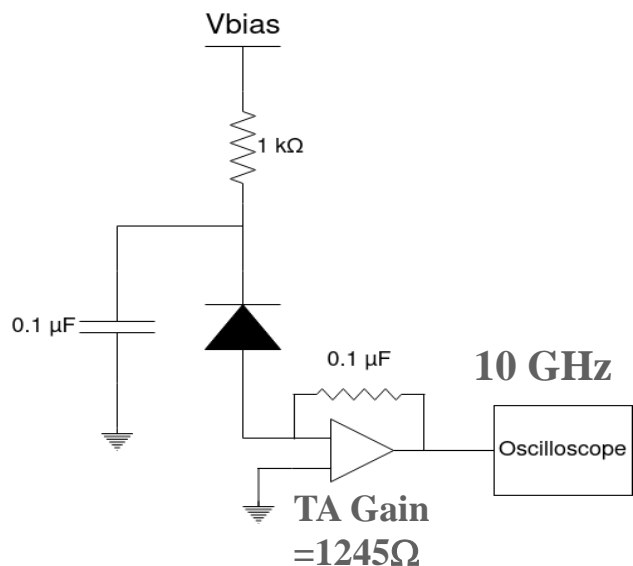 Vbias
1 kΩ
0.1 µF
0.1 µF
10 GHz
Oscilloscope
TA Gain
=1245Ω